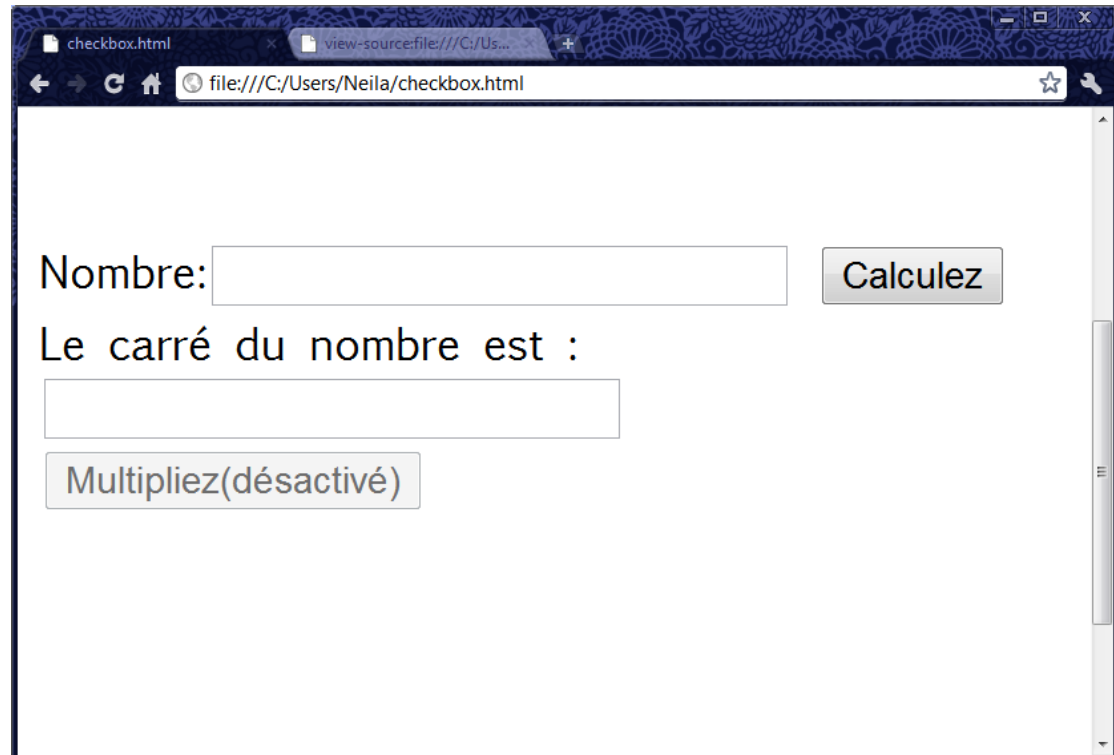 checkbox.html
view-source:file:///C:/Us...
file:///C:/Users/Neila/checkbox.html
Nombre:
Calculez
Le carré du nombre est :
Multipliez(désactivé)